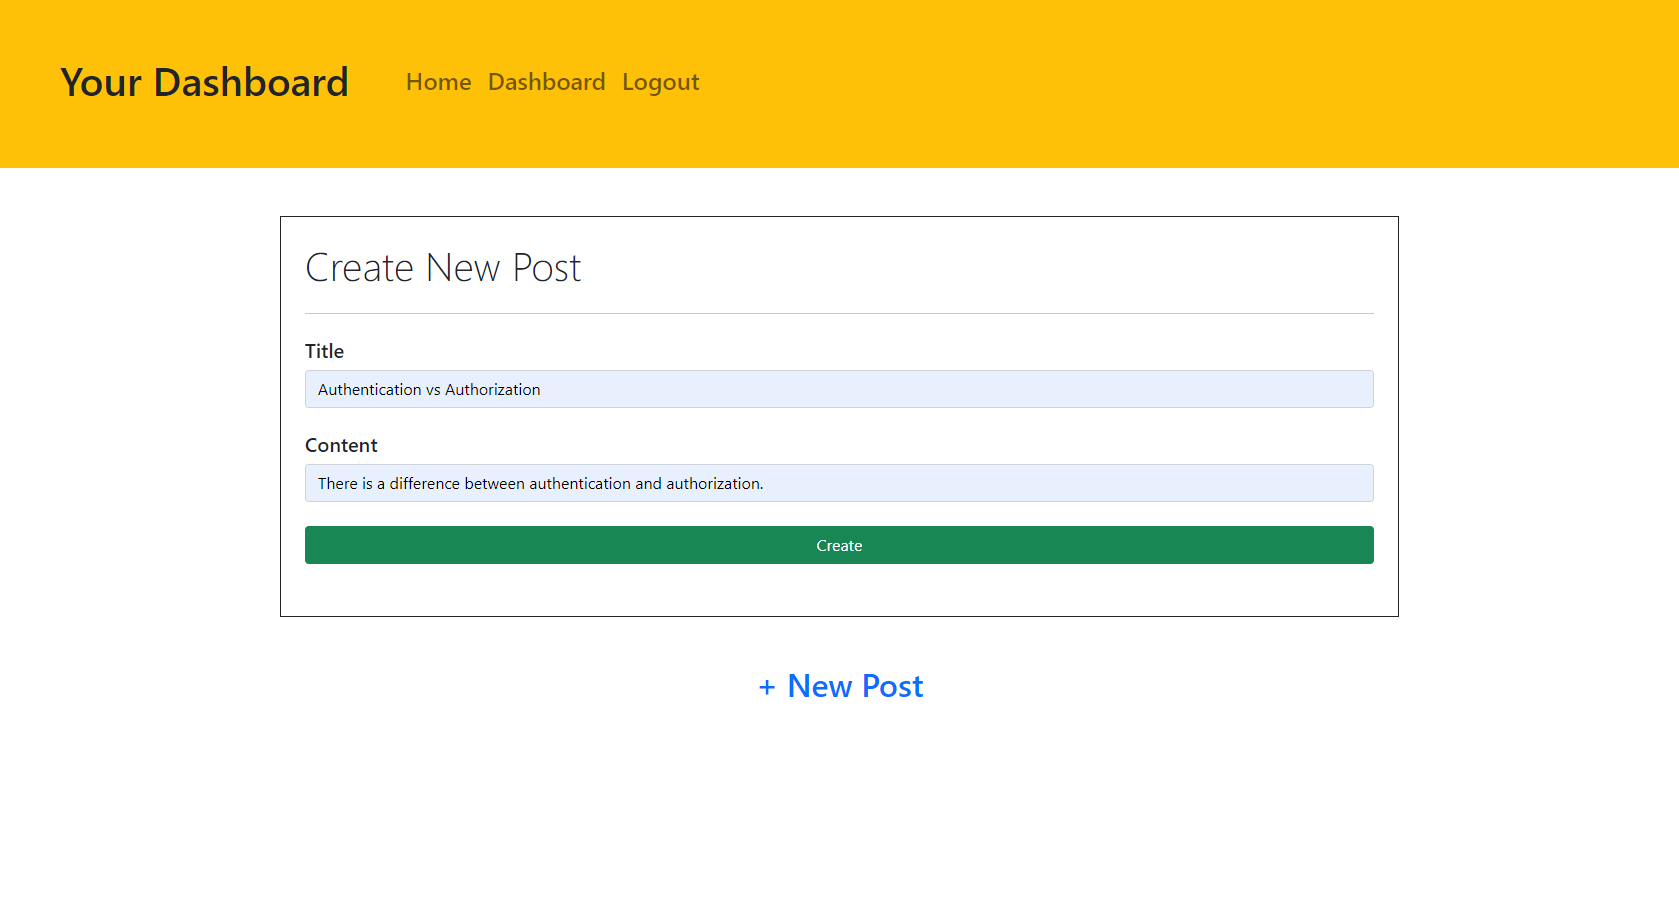 Your Dashboard Home Dashboard Logout
Create New Post
Title
Authentication vs Authorization
Content
There is a difference between authentication and authorization.
Create
+ New Post